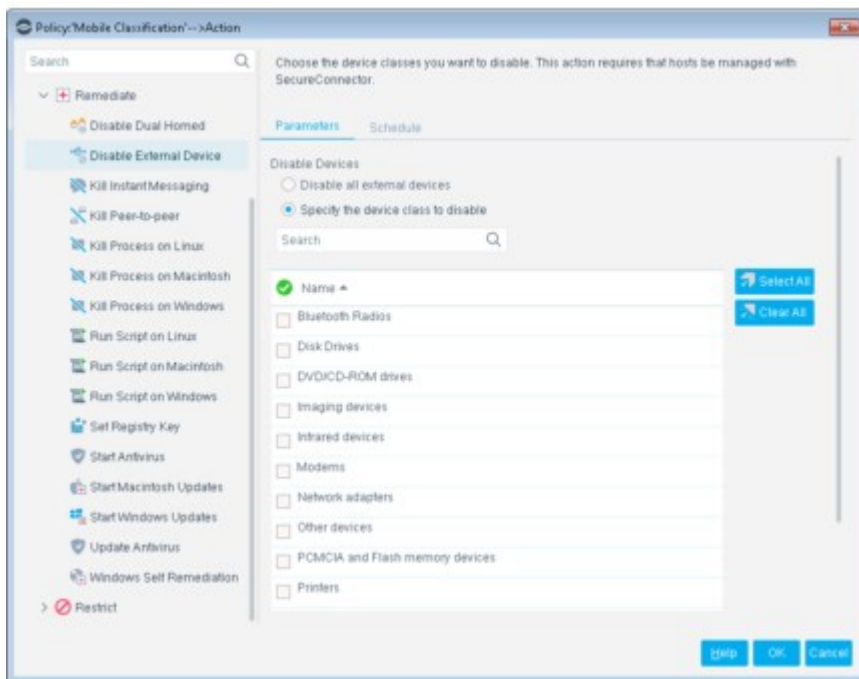 Policy:'Mobile Classification'-->Action
Search
Remediate
Disable Dual Homed
Disable External Device
Kill Instant Messaging
Kill Peer-to-peer
Kill Process on Linux
Kill Process on Macintosh
Kill Process on Windows
Run Script on Linux
Run Script on Macintosh
Run Script on Windows
Set Registry Key
Start Antivirus
Start Macintosh Updates
Start Windows Updates
Update Antivirus
Windows Self Remediation
Restrict
Choose the device classes you want to disable. This action requires that hosts be managed with
SecureConnector.
Parameters Schedule
Disable Devices
Disable all external devices
Specify the device class to disable
Search
Name
Bluetooth Radios
Disk Drives
DVD/CD-ROM drives
Imaging devices
Infrared devices
Modems
Network adapters
Other devices
PCMCIA and Flash memory devices
Printers
Select All
Clear All
Help OK Cancel